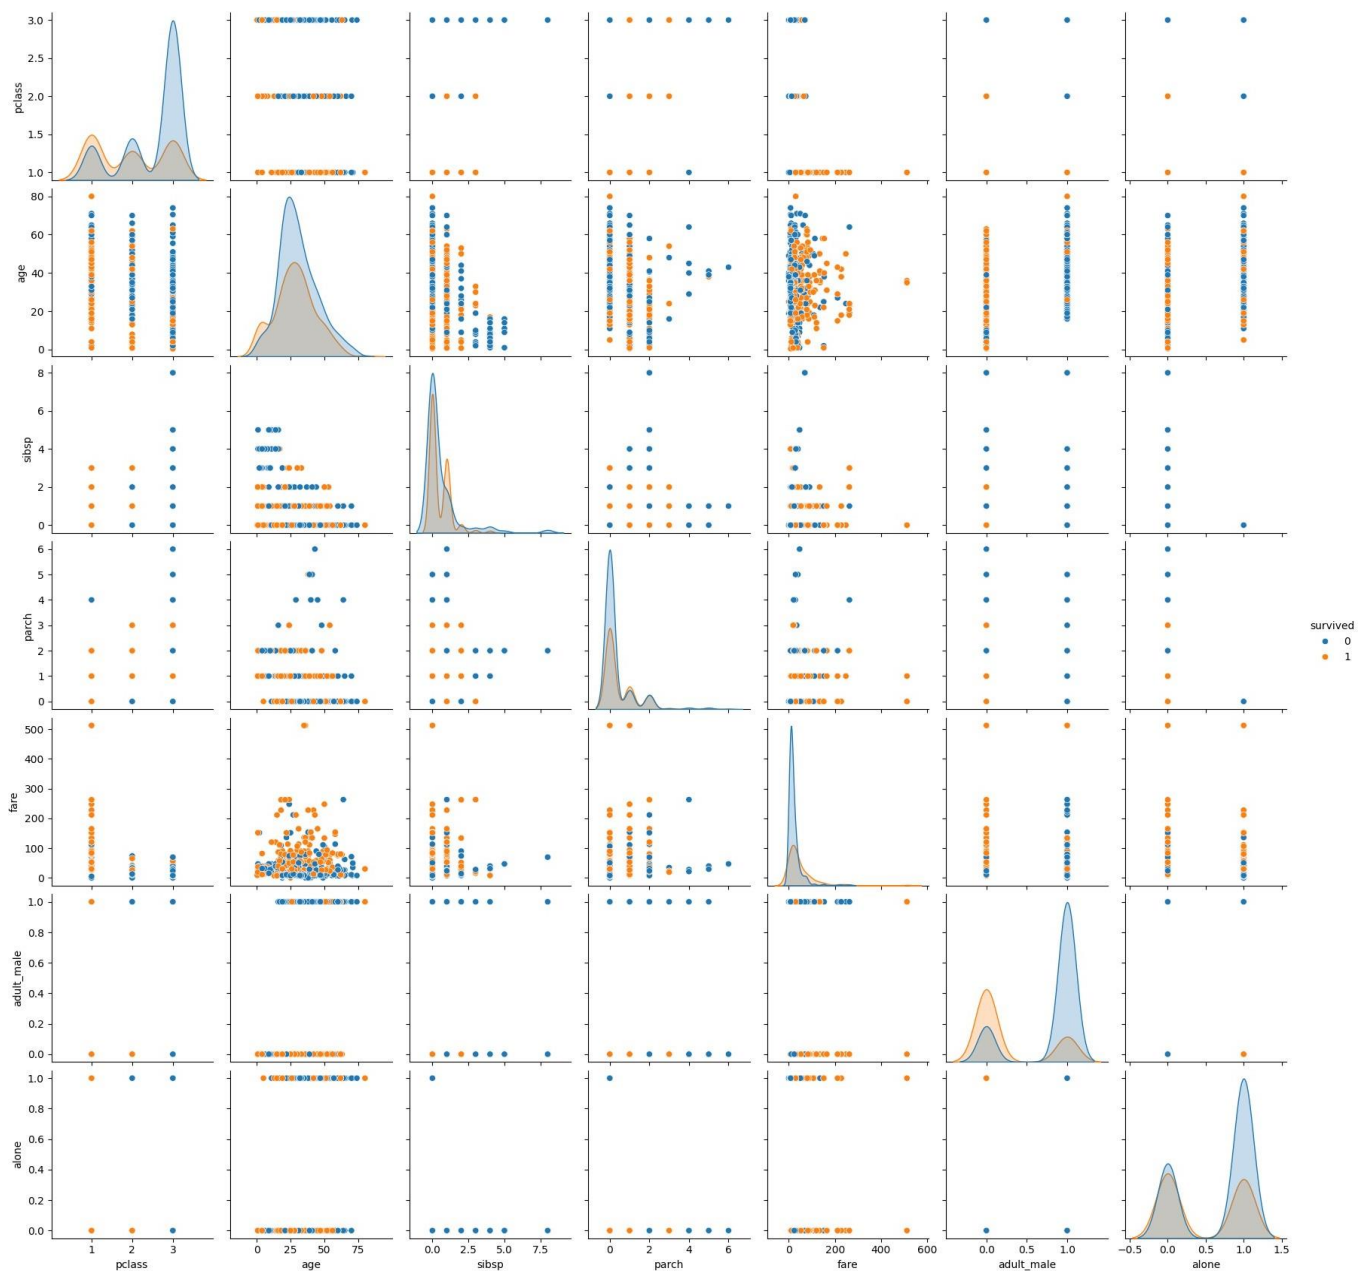 3.0
2.5
2.0
1.5
1.0
pclass
80
60
40
20
0
age
8
6
4
2
0
sibsp
6
5
4
3
2
1
0
parch
survived
0
1
500
400
300
200
100
0
fare
1.0
0.8
0.6
0.4
0.2
0.0
adult_male
1.0
0.8
0.6
0.4
0.2
0.0
alone
1 2 3
0 25 50 75
0.0 2.5 5.0 7.5
0 2 4 6
0 200 400 600
0.0 0.5 1.0
−0.5 0.0 0.5 1.0 1.5
pclass age sibsp parch fare adult_male alone